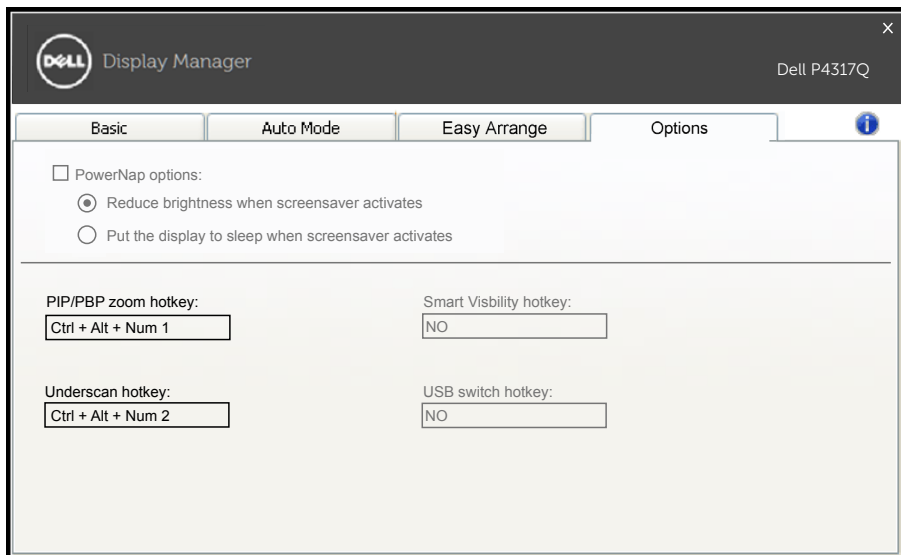 X
DELL Display Manager
Dell P4317Q
Basic Auto Mode Easy Arrange Options
PowerNap options:
Reduce brightness when screensaver activates
Put the display to sleep when screensaver activates
PIP/PBP zoom hotkey: Smart Visbility hotkey:
Ctrl + Alt + Num 1 NO
Underscan hotkey: USB switch hotkey:
Ctrl + Alt + Num 2 NO